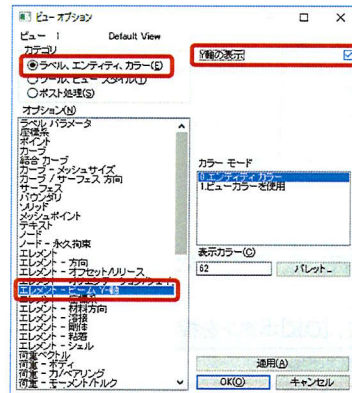 ビュー オプション
ビュー 1 Default View
カテゴリ
ラベル、エンティティ、カラー(E)
ツール、ビュー スタイル(T)
ポスト処理(S)
オプション(N)
ラベル パラメータ
座標系
ポイント
カーブ
結合 カーブ
カーブ - メッシュサイズ
カーブ / サーフェス 方向
サーフェス
バウンダリ
ソリッド
メッシュポイント
テキスト
ノード
ノード - 永久拘束
エレメント
エレメント - 方向
エレメント - オフセット/リリース
エレメント - ビーム Y-軸
エレメント - 座標系
エレメント - 材料方向
エレメント - 溶接
エレメント - 剛体
エレメント - 粘着
エレメント - シェル
荷重ベクトル
荷重 - ボディ
荷重 - 力/ベアリング
荷重 - モーメント/トルク
Y軸の表示
カラー モード
0.エンティティ カラー
1.ビューカラーを使用
表示カラー(C)
62 パレット...
適用(A)
OK(O) キャンセル